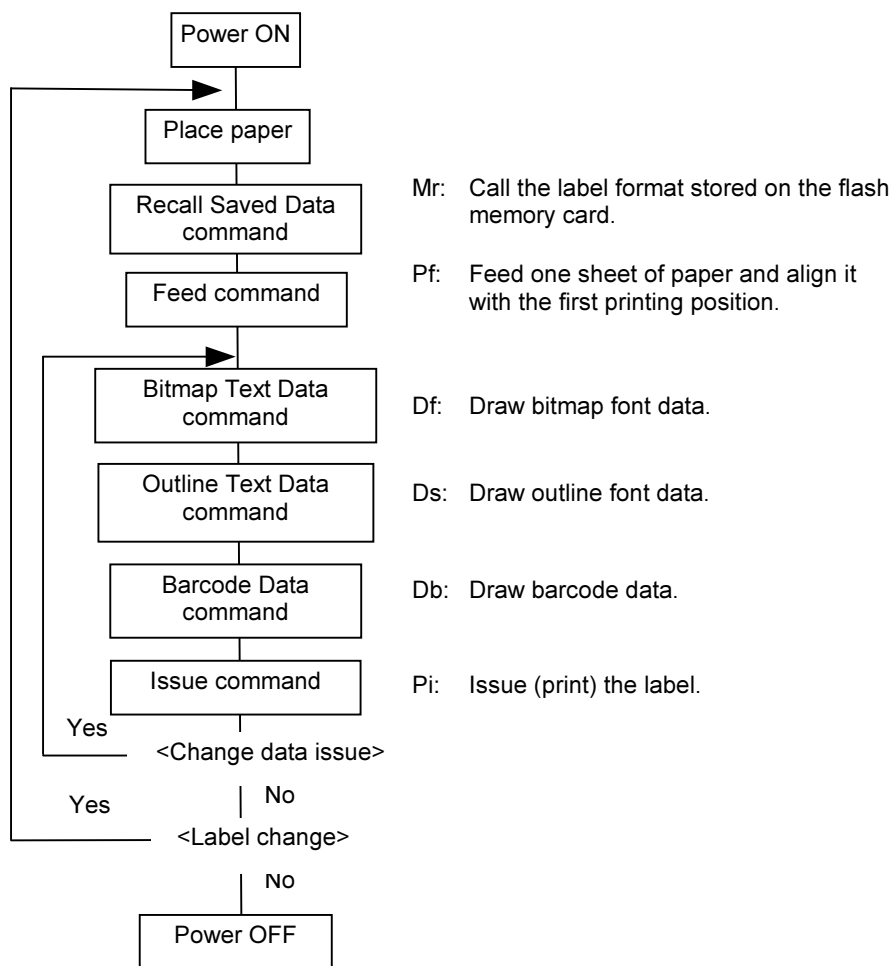 Power ON
Place paper
Recall Saved Data
command
Mr: Call the label format stored on the flash
memory card.
Feed command
Pf: Feed one sheet of paper and align it
with the first printing position.
Bitmap Text Data
command
Df: Draw bitmap font data.
Outline Text Data
command
Ds: Draw outline font data.
Barcode Data
command
Db: Draw barcode data.
Issue command
Pi: Issue (print) the label.
Yes
<Change data issue>
No
Yes
<Label change>
No
Power OFF